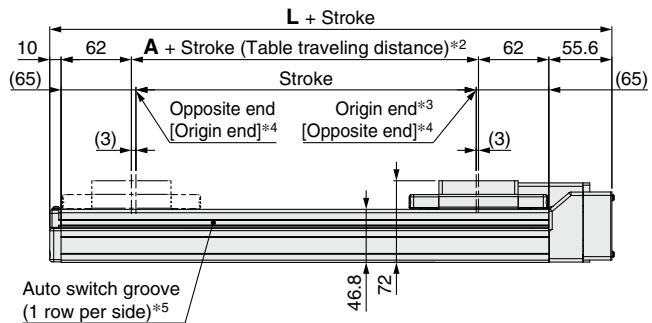 L + Stroke
10 62 A + Stroke (Table traveling distance)*2 62 55.6
(65) Stroke (65)
Opposite end
[Origin end]*4
Origin end*3
[Opposite end]*4
(3) (3)
46.8 72
Auto switch groove
(1 row per side)*5